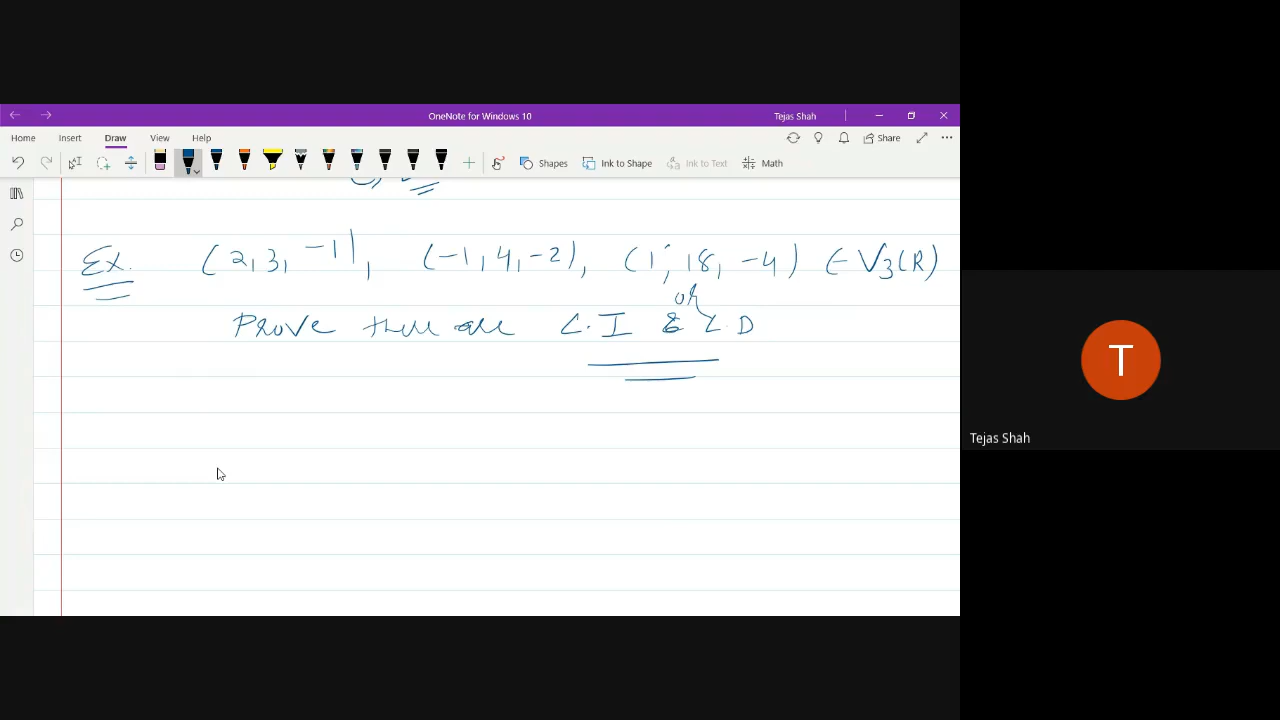 OneNote for Windows 10
Tejas Shah
Home Insert Draw View Help
Share
Shapes Ink to Shape Ink to Text Math
Ex. (2, 3, -1), (-1, 4, -2), (1, 18, -4) ∈ V3(R)
or
Prove there are L.I & L.D
T
Tejas Shah